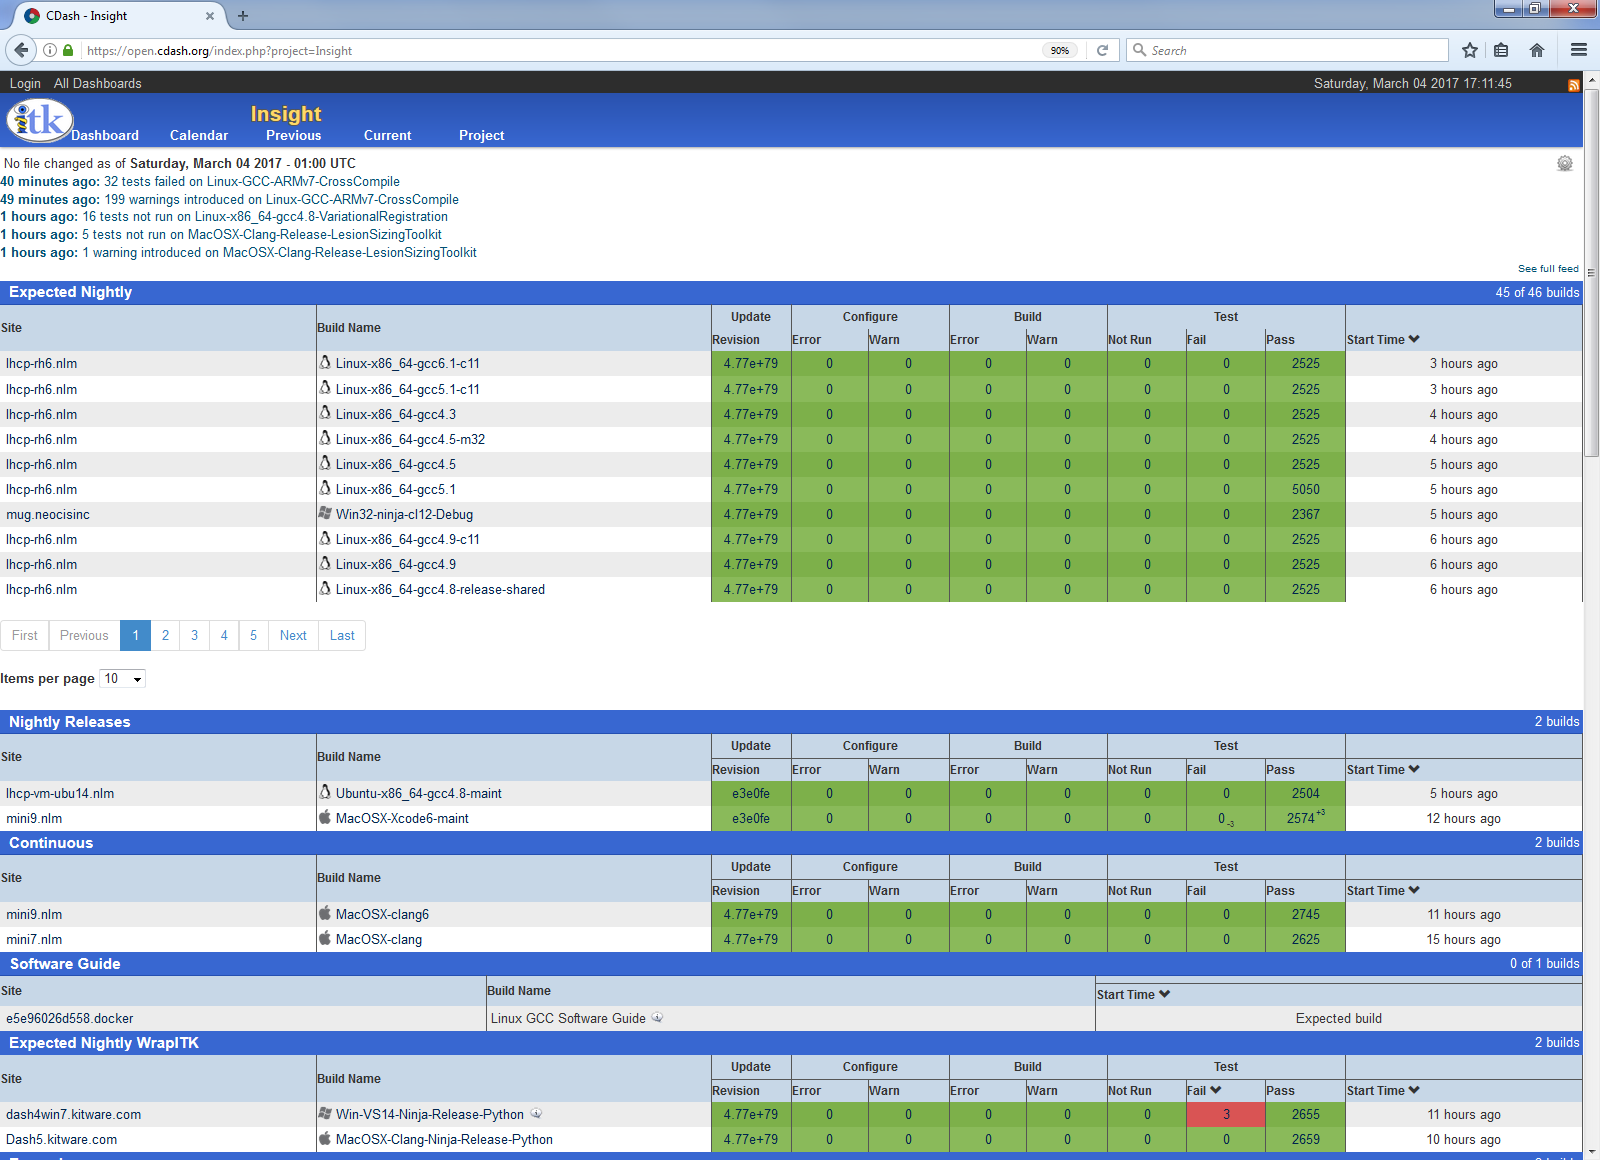 CDash - Insight
https://open.cdash.org/index.php?project=Insight 90% Search
Login All Dashboards Saturday, March 04 2017 17:11:45
itk
Insight
Dashboard Calendar Previous Current Project
No file changed as of Saturday, March 04 2017 - 01:00 UTC
40 minutes ago: 32 tests failed on Linux-GCC-ARMv7-CrossCompile
49 minutes ago: 199 warnings introduced on Linux-GCC-ARMv7-CrossCompile
1 hours ago: 16 tests not run on Linux-x86_64-gcc4.8-VariationalRegistration
1 hours ago: 5 tests not run on MacOSX-Clang-Release-LesionSizingToolkit
1 hours ago: 1 warning introduced on MacOSX-Clang-Release-LesionSizingToolkit
See full feed
Expected Nightly 45 of 46 builds
Site Build Name Update Configure Build Test
Revision Error Warn Error Warn Not Run Fail Pass Start Time
lhcp-rh6.nlm Linux-x86_64-gcc6.1-c11 4.77e+79 0 0 0 0 0 0 2525 3 hours ago
lhcp-rh6.nlm Linux-x86_64-gcc5.1-c11 4.77e+79 0 0 0 0 0 0 2525 3 hours ago
lhcp-rh6.nlm Linux-x86_64-gcc4.3 4.77e+79 0 0 0 0 0 0 2525 4 hours ago
lhcp-rh6.nlm Linux-x86_64-gcc4.5-m32 4.77e+79 0 0 0 0 0 0 2525 4 hours ago
lhcp-rh6.nlm Linux-x86_64-gcc4.5 4.77e+79 0 0 0 0 0 0 2525 5 hours ago
lhcp-rh6.nlm Linux-x86_64-gcc5.1 4.77e+79 0 0 0 0 0 0 5050 5 hours ago
mug.neocisinc Win32-ninja-cl12-Debug 4.77e+79 0 0 0 0 0 0 2367 5 hours ago
lhcp-rh6.nlm Linux-x86_64-gcc4.9-c11 4.77e+79 0 0 0 0 0 0 2525 6 hours ago
lhcp-rh6.nlm Linux-x86_64-gcc4.9 4.77e+79 0 0 0 0 0 0 2525 6 hours ago
lhcp-rh6.nlm Linux-x86_64-gcc4.8-release-shared 4.77e+79 0 0 0 0 0 0 2525 6 hours ago
First Previous 1 2 3 4 5 Next Last
Items per page 10
Nightly Releases 2 builds
Site Build Name Update Configure Build Test
Revision Error Warn Error Warn Not Run Fail Pass Start Time
lhcp-vm-ubu14.nlm Ubuntu-x86_64-gcc4.8-maint e3e0fe 0 0 0 0 0 0 2504 5 hours ago
mini9.nlm MacOSX-Xcode6-maint e3e0fe 0 0 0 0 0 0 -3 2574 +3 12 hours ago
Continuous 2 builds
Site Build Name Update Configure Build Test
Revision Error Warn Error Warn Not Run Fail Pass Start Time
mini9.nlm MacOSX-clang6 4.77e+79 0 0 0 0 0 0 2745 11 hours ago
mini7.nlm MacOSX-clang 4.77e+79 0 0 0 0 0 0 2625 15 hours ago
Software Guide 0 of 1 builds
Site Build Name Start Time
e5e96026d558.docker Linux GCC Software Guide Expected build
Expected Nightly WrapITK 2 builds
Site Build Name Update Configure Build Test
Revision Error Warn Error Warn Not Run Fail Pass Start Time
dash4win7.kitware.com Win-VS14-Ninja-Release-Python 4.77e+79 0 0 0 0 0 3 2655 11 hours ago
Dash5.kitware.com MacOSX-Clang-Ninja-Release-Python 4.77e+79 0 0 0 0 0 0 2659 10 hours ago